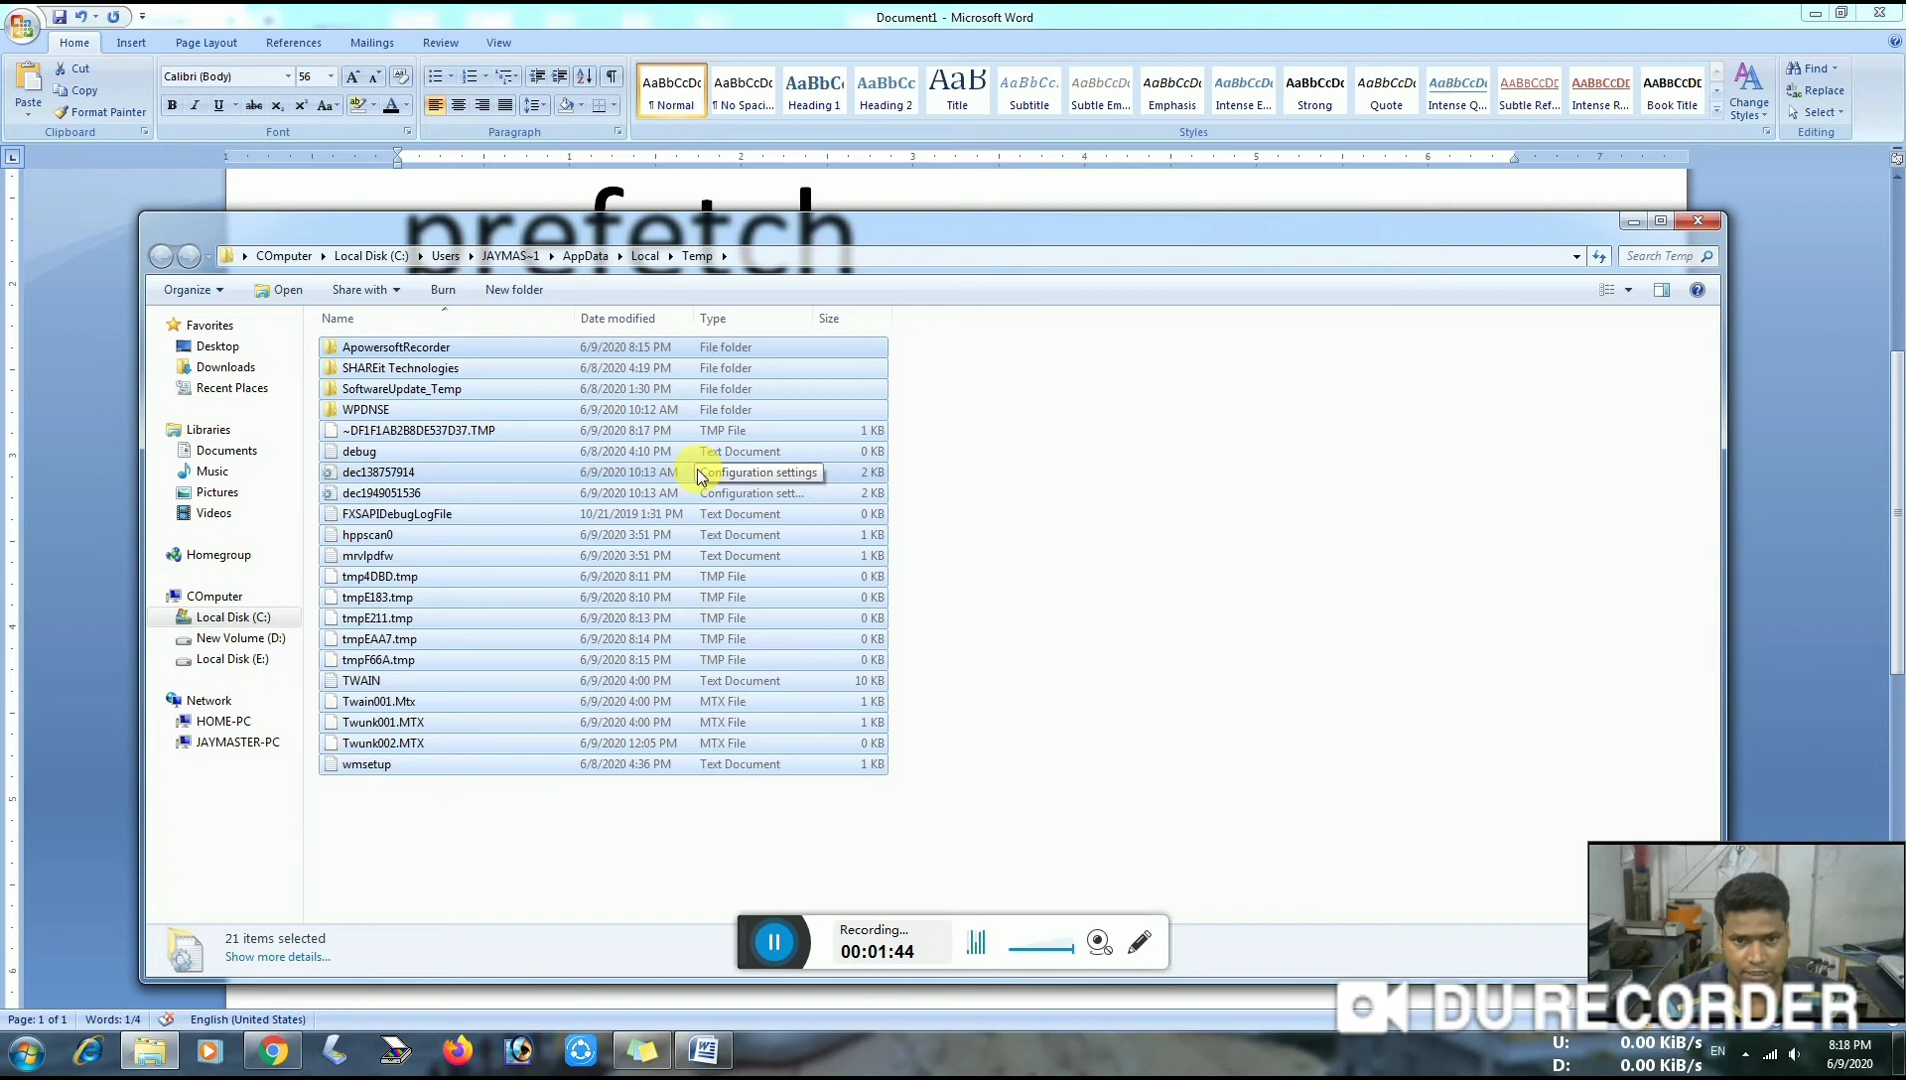 Document1 - Microsoft Word
Home Insert Page Layout References Mailings Review View
Paste
Cut
Copy
Format Painter
Clipboard
Calibri (Body) 56
Font
Paragraph
AaBbCcDc AaBbCcDc AaBbC AaBbCc AaB AaBbCc. AaBbCcDc AaBbCcDc AaBbCcDc AaBbCcDc AaBbCcDc AaBbCcDc AaBbCcDd AaBbCcDd AaBbCcDd
¶ Normal ¶ No Spaci... Heading 1 Heading 2 Title Subtitle Subtle Em... Emphasis Intense E... Strong Quote Intense Q... Subtle Ref... Intense R... Book Title
Change Styles
Styles
Find
Replace
Select
Editing
1 1 2 3 4 5 6 7
prefetch
COmputer Local Disk (C:) Users JAYMAS~1 AppData Local Temp
Search Temp
Organize Open Share with Burn New folder
Favorites
Desktop
Downloads
Recent Places
Libraries
Documents
Music
Pictures
Videos
Homegroup
COmputer
Local Disk (C:)
New Volume (D:)
Local Disk (E:)
Network
HOME-PC
JAYMASTER-PC
Name Date modified Type Size
ApowersoftRecorder 6/9/2020 8:15 PM File folder
SHAREit Technologies 6/8/2020 4:19 PM File folder
SoftwareUpdate_Temp 6/8/2020 1:30 PM File folder
WPDNSE 6/9/2020 10:12 AM File folder
~DF1F1AB2B8DE537D37.TMP 6/9/2020 8:17 PM TMP File 1 KB
debug 6/8/2020 4:10 PM Text Document 0 KB
dec138757914 6/9/2020 10:13 AM Configuration settings 2 KB
dec1949051536 6/9/2020 10:13 AM Configuration sett... 2 KB
FXSAPIDebugLogFile 10/21/2019 1:31 PM Text Document 0 KB
hppscan0 6/9/2020 3:51 PM Text Document 1 KB
mrvlpdfw 6/9/2020 3:51 PM Text Document 1 KB
tmp4DBD.tmp 6/9/2020 8:11 PM TMP File 0 KB
tmpE183.tmp 6/9/2020 8:10 PM TMP File 0 KB
tmpE211.tmp 6/9/2020 8:13 PM TMP File 0 KB
tmpEAA7.tmp 6/9/2020 8:14 PM TMP File 0 KB
tmpF66A.tmp 6/9/2020 8:15 PM TMP File 0 KB
TWAIN 6/9/2020 4:00 PM Text Document 10 KB
Twain001.Mtx 6/9/2020 4:00 PM MTX File 1 KB
Twunk001.MTX 6/9/2020 4:00 PM MTX File 1 KB
Twunk002.MTX 6/9/2020 12:05 PM MTX File 0 KB
wmsetup 6/8/2020 4:36 PM Text Document 1 KB
21 items selected
Show more details...
Recording...
00:01:44
DU RECORDER
Page: 1 of 1 Words: 1/4 English (United States)
U: 0.00 KiB/s
D: 0.00 KiB/s
EN
8:18 PM
6/9/2020